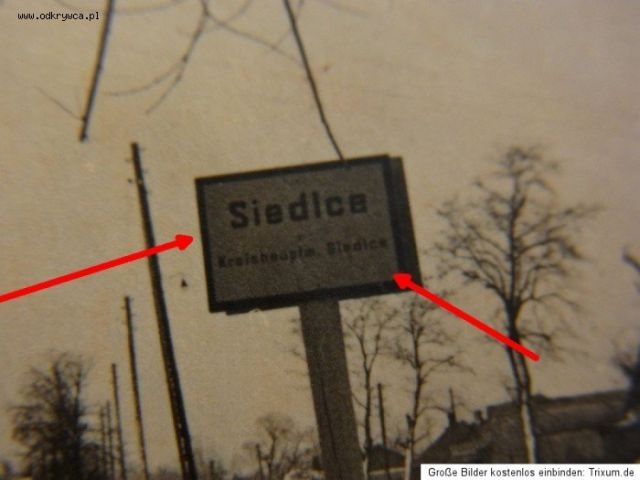 www.odkrywca.pl
Siedlce
Kreishauptm. Siedlce
Große Bilder kostenlos einbinden: Trixum.de